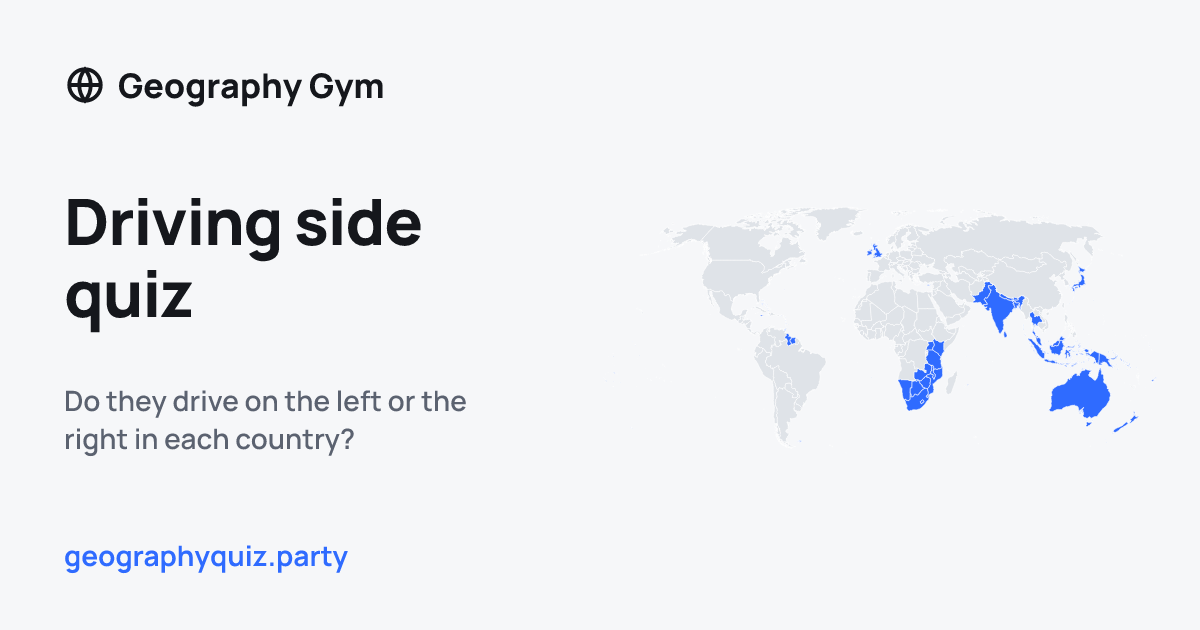 Geography Gym
Driving side
quiz
Do they drive on the left or the
right in each country?
geographyquiz.party